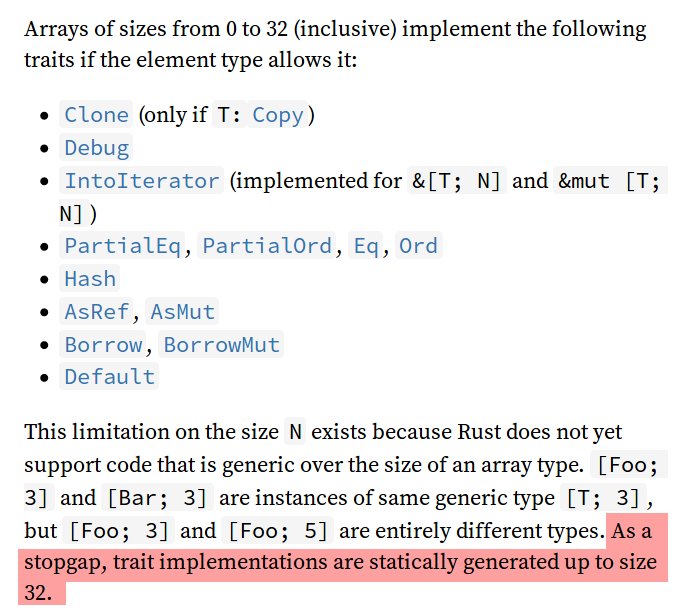 Arrays of sizes from 0 to 32 (inclusive) implement the following
traits if the element type allows it:
• Clone (only if T: Copy)
• Debug
• IntoIterator (implemented for &[T; N] and &mut [T;
N])
• PartialEq, PartialOrd, Eq, Ord
• Hash
• AsRef, AsMut
• Borrow, BorrowMut
• Default
This limitation on the size N exists because Rust does not yet
support code that is generic over the size of an array type. [Foo;
3] and [Bar; 3] are instances of same generic type [T; 3],
but [Foo; 3] and [Foo; 5] are entirely different types. As a
stopgap, trait implementations are statically generated up to size
32.